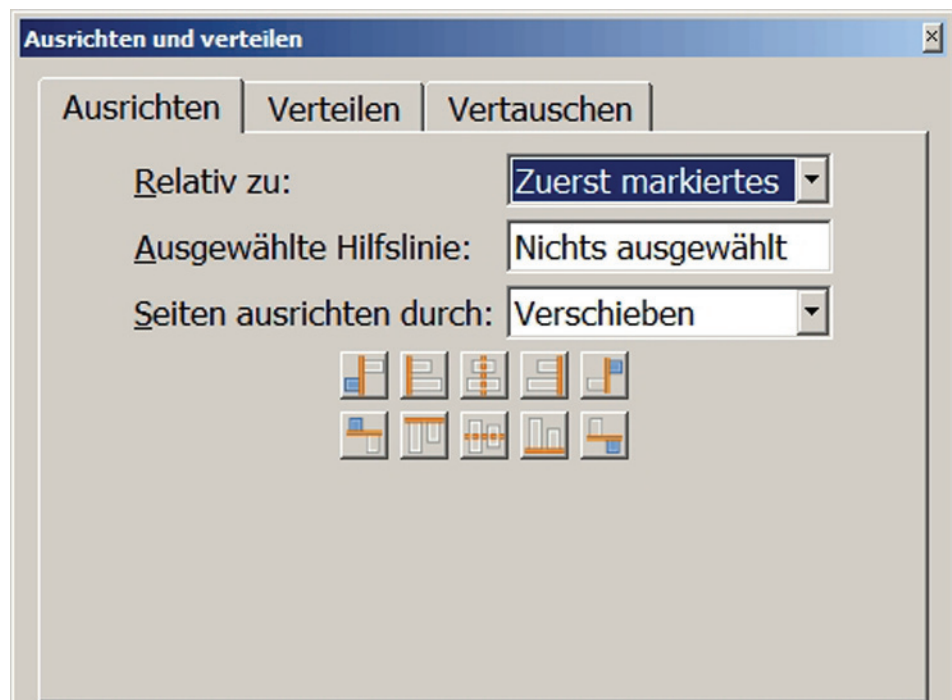 Ausrichten und verteilen
Ausrichten Verteilen Vertauschen
Relativ zu: Zuerst markiertes
Ausgewählte Hilfslinie: Nichts ausgewählt
Seiten ausrichten durch: Verschieben